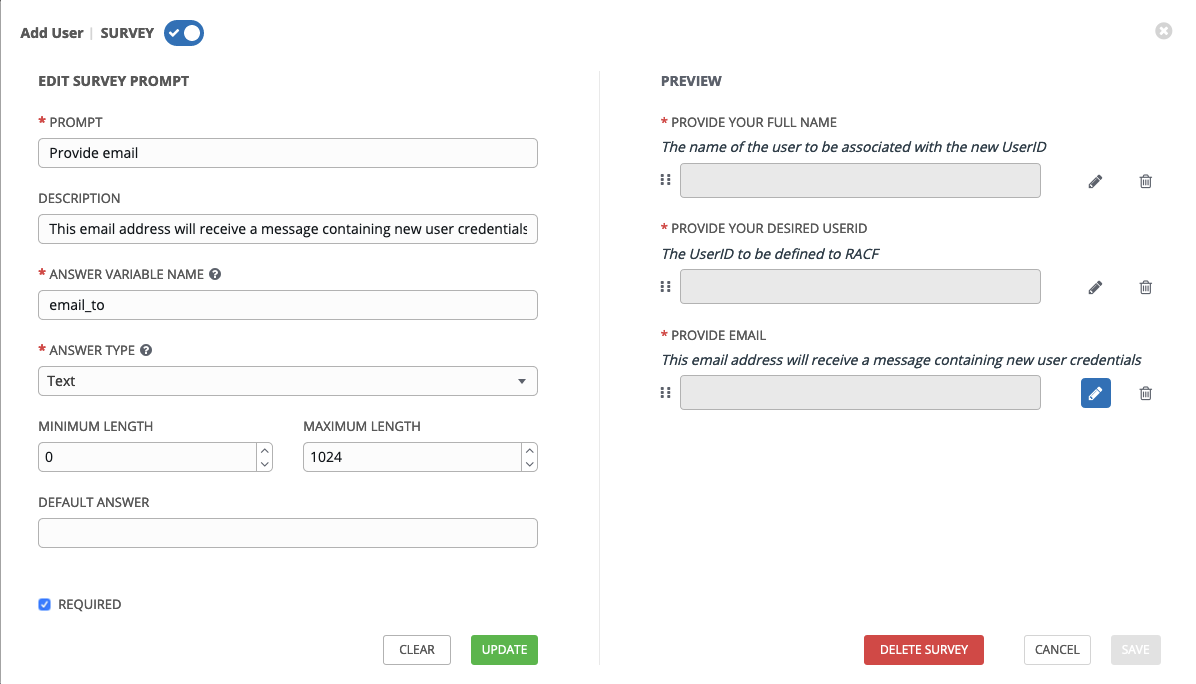 Add User | SURVEY
EDIT SURVEY PROMPT
* PROMPT
Provide email
DESCRIPTION
This email address will receive a message containing new user credentials
* ANSWER VARIABLE NAME ?
email_to
* ANSWER TYPE ?
Text
MINIMUM LENGTH MAXIMUM LENGTH
0 1024
DEFAULT ANSWER
REQUIRED
CLEAR UPDATE
PREVIEW
* PROVIDE YOUR FULL NAME
The name of the user to be associated with the new UserID
* PROVIDE YOUR DESIRED USERID
The UserID to be defined to RACF
* PROVIDE EMAIL
This email address will receive a message containing new user credentials
DELETE SURVEY CANCEL SAVE